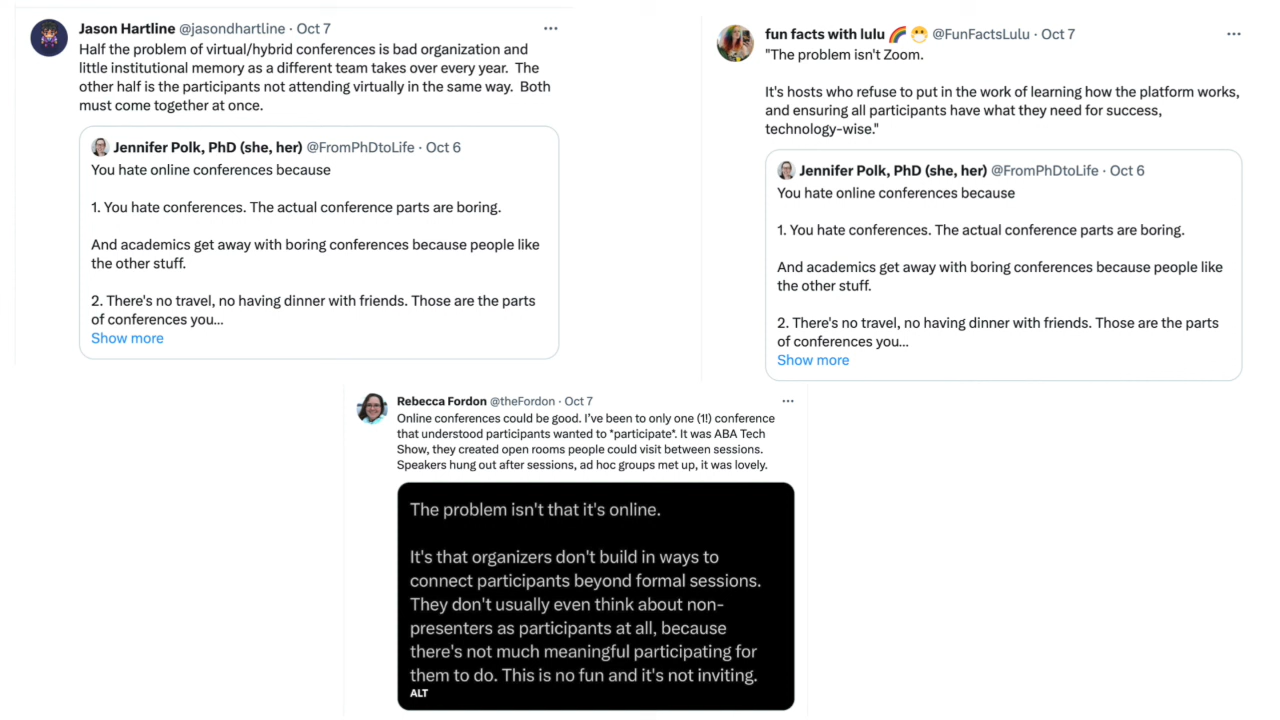 Jason Hartline @jasondhartline · Oct 7
Half the problem of virtual/hybrid conferences is bad organization and
little institutional memory as a different team takes over every year. The
other half is the participants not attending virtually in the same way. Both
must come together at once.
Jennifer Polk, PhD (she, her) @FromPhDtoLife · Oct 6
You hate online conferences because
1. You hate conferences. The actual conference parts are boring.
And academics get away with boring conferences because people like
the other stuff.
2. There's no travel, no having dinner with friends. Those are the parts
of conferences you...
Show more
fun facts with lulu 🌈 😷 @FunFactsLulu · Oct 7
"The problem isn't Zoom.
It's hosts who refuse to put in the work of learning how the platform works,
and ensuring all participants have what they need for success,
technology-wise."
Jennifer Polk, PhD (she, her) @FromPhDtoLife · Oct 6
You hate online conferences because
1. You hate conferences. The actual conference parts are boring.
And academics get away with boring conferences because people like
the other stuff.
2. There's no travel, no having dinner with friends. Those are the parts
of conferences you...
Show more
Rebecca Fordon @theFordon · Oct 7
Online conferences could be good. I've been to only one (1!) conference
that understood participants wanted to *participate*. It was ABA Tech
Show, they created open rooms people could visit between sessions.
Speakers hung out after sessions, ad hoc groups met up, it was lovely.
The problem isn't that it's online.
It's that organizers don't build in ways to
connect participants beyond formal sessions.
They don't usually even think about non-
presenters as participants at all, because
there's not much meaningful participating for
them to do. This is no fun and it's not inviting.
ALT